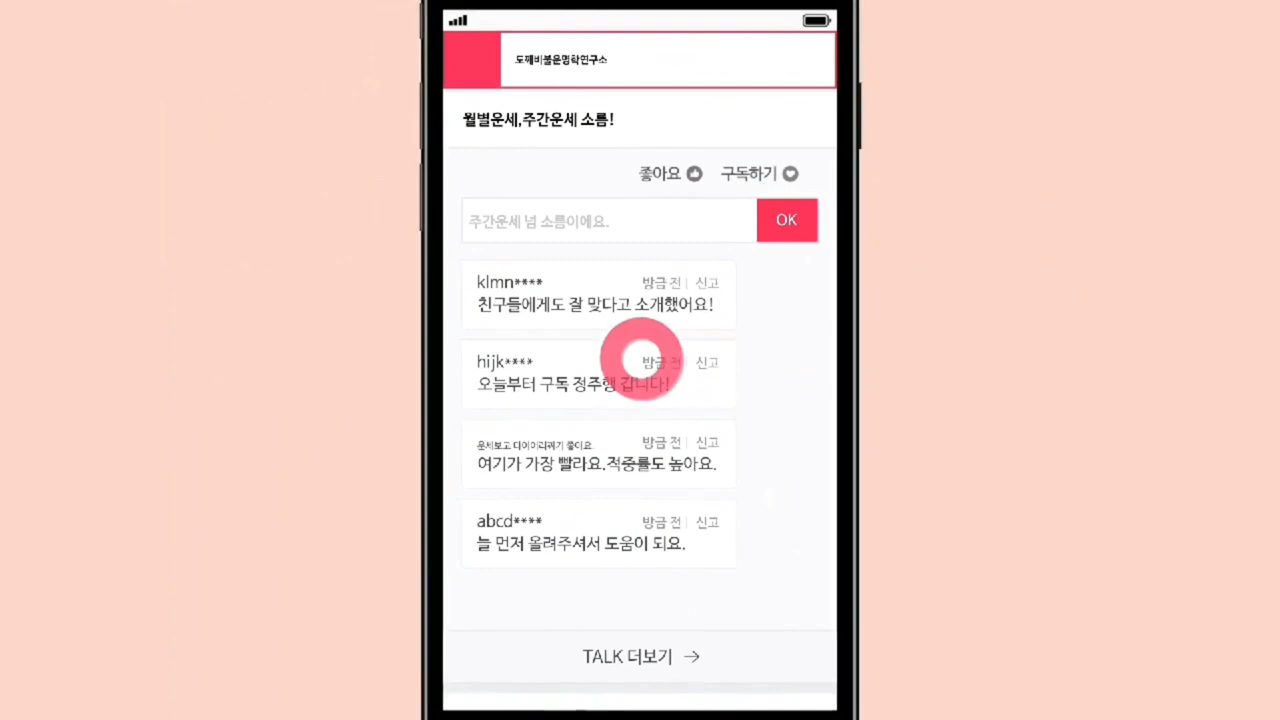 도깨비불운명학연구소
월별운세,주간운세 소름!
좋아요 구독하기
주간운세 넘 소름이에요.
OK
klmn**** 방금 전 | 신고
친구들에게도 잘 맞다고 소개했어요!
hijk**** 방금 전 | 신고
오늘부터 구독 정주행 갑니다!
운세보고 다이어리꾸기 좋아요. 방금 전 | 신고
여기가 가장 빨라요.적중률도 높아요.
abcd**** 방금 전 | 신고
늘 먼저 올려주셔서 도움이 되요.
TALK 더보기 →